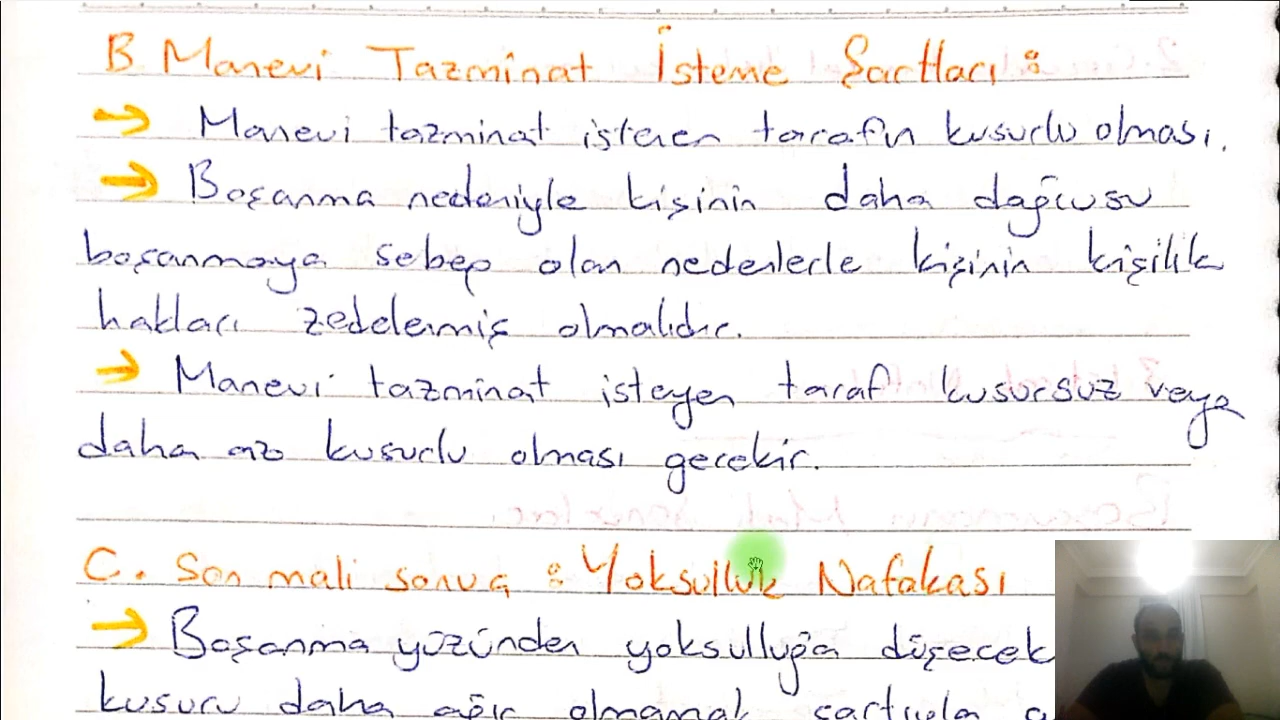 B Manevi Tazminat İsteme Şartları :
→ Manevi tazminat istenen tarafın kusurlu olması.
→ Boşanma nedeniyle kişinin daha doğrusu
boşanmaya sebep olan nedenlerle kişinin kişilik
hakları zedelenmiş olmalıdır.
→ Manevi tazminat isteyen taraf kusursuz veya
daha az kusurlu olması gerekir.
C. Son mali sonuç : Yoksulluk Nafakası
→ Boşanma yüzünden yoksulluğa düşecek
kusuru daha ağır olmamak şartıyla